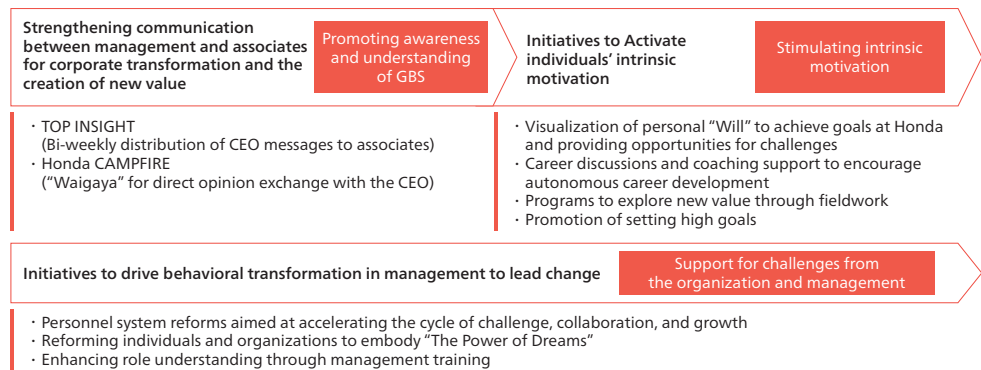 Strengthening communication
between management and associates
for corporate transformation and the
creation of new value
Promoting awareness
and understanding
of GBS
Initiatives to Activate
individuals’ intrinsic
motivation
Stimulating intrinsic
motivation
・TOP INSIGHT
(Bi-weekly distribution of CEO messages to associates)
・Honda CAMPFIRE
(“Waigaya” for direct opinion exchange with the CEO)
・Visualization of personal “Will” to achieve goals at Honda
and providing opportunities for challenges
・Career discussions and coaching support to encourage
autonomous career development
・Programs to explore new value through fieldwork
・Promotion of setting high goals
Initiatives to drive behavioral transformation in management to lead change
Support for challenges from
the organization and management
・Personnel system reforms aimed at accelerating the cycle of challenge, collaboration, and growth
・Reforming individuals and organizations to embody “The Power of Dreams”
・Enhancing role understanding through management training